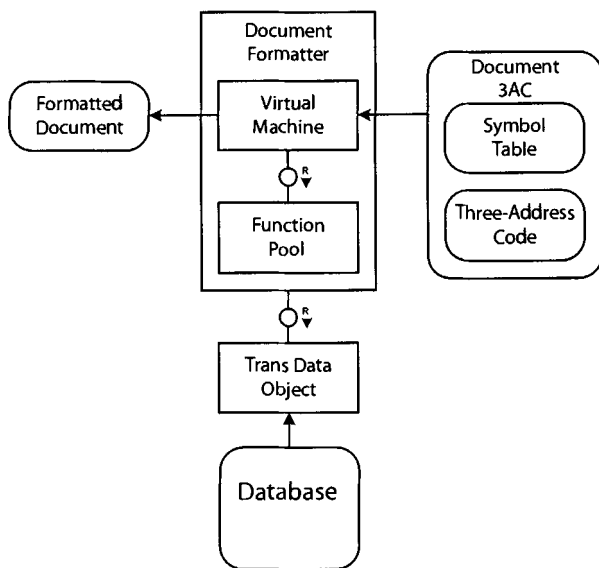 Document
Formatter
Document
3AC
Formatted
Document
Virtual
Machine
Symbol
Table
R
Function
Pool
Three-Address
Code
R
Trans Data
Object
Database